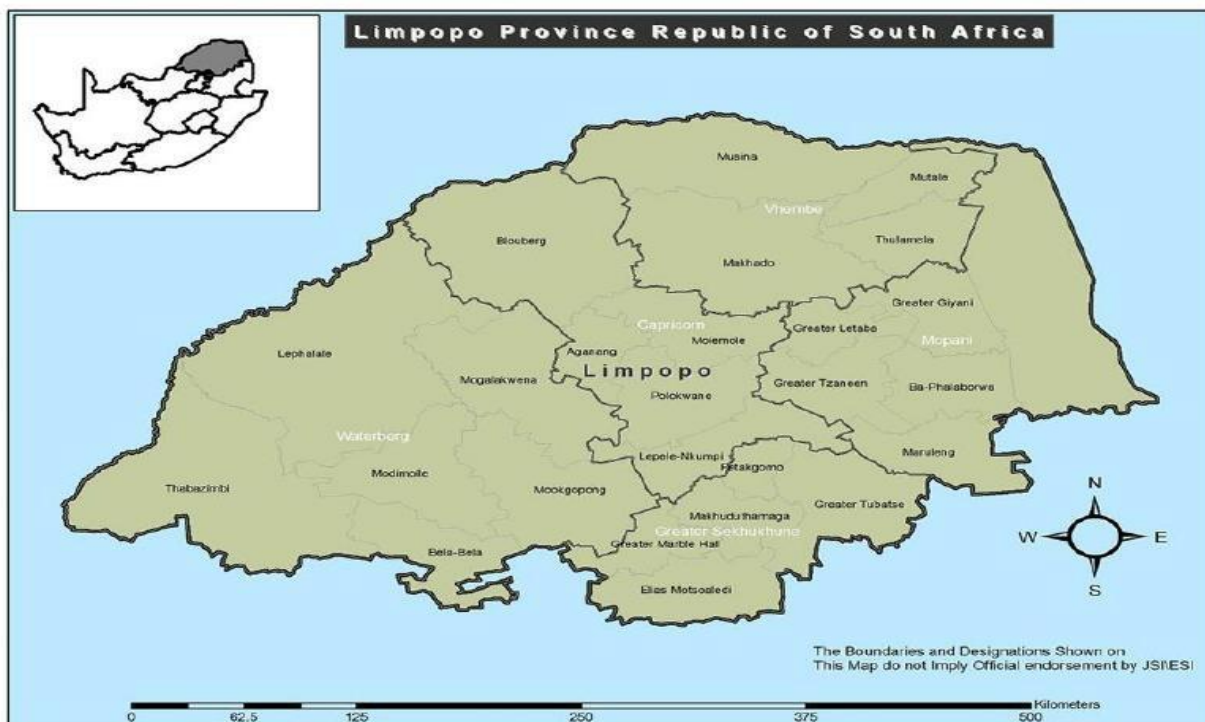 Limpopo Province Republic of South Africa
Musina
Mutale
Vhembe
Blouberg
Thulamela
Makhado
Greater Giyani
Capricorn
Greater Letaba
Molemole
Mopani
Lephalale
Aganang
Limpopo
Mogalakwena
Greater Tzaneen
Ba-Phalaborwa
Polokwane
Waterberg
Lepele-Nkumpi
Maruleng
Fetakgomo
Modimolle
Thabazimbi
Mookgopong
Greater Tubatse
Makhuduthamaga
Greater Sekhukhune
Greater Marble Hall
Bela-Bela
Elias Motsoaledi
N
W
E
S
The Boundaries and Designations Shown on
This Map do not Imply Official endorsement by JSI\ESI
Kilometers
0 62.5 125 250 375 500